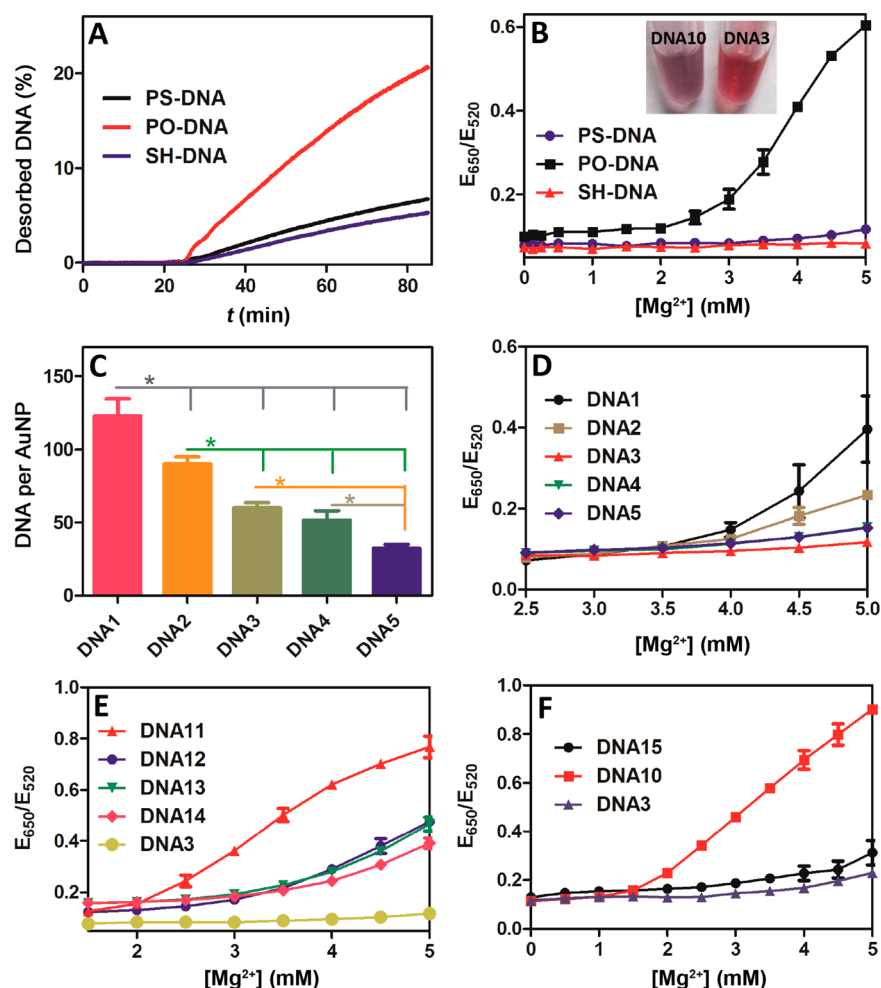 A
Desorbed DNA (%)
20
10
0
PS-DNA
PO-DNA
SH-DNA
0 20 40 60 80
t (min)
B
E650/E520
0.6
0.4
0.2
DNA10 DNA3
PS-DNA
PO-DNA
SH-DNA
0 1 2 3 4 5
[Mg²⁺] (mM)
C
DNA per AuNP
150
100
50
0
* * * *
DNA1 DNA2 DNA3 DNA4 DNA5
D
E650/E520
0.6
0.4
0.2
0.0
DNA1
DNA2
DNA3
DNA4
DNA5
2.5 3.0 3.5 4.0 4.5 5.0
[Mg²⁺] (mM)
E
E650/E520
1.0
0.8
0.6
0.4
0.2
DNA11
DNA12
DNA13
DNA14
DNA3
2 3 4 5
[Mg²⁺] (mM)
F
E650/E520
1.0
0.8
0.6
0.4
0.2
0.0
DNA15
DNA10
DNA3
0 1 2 3 4 5
[Mg²⁺] (mM)